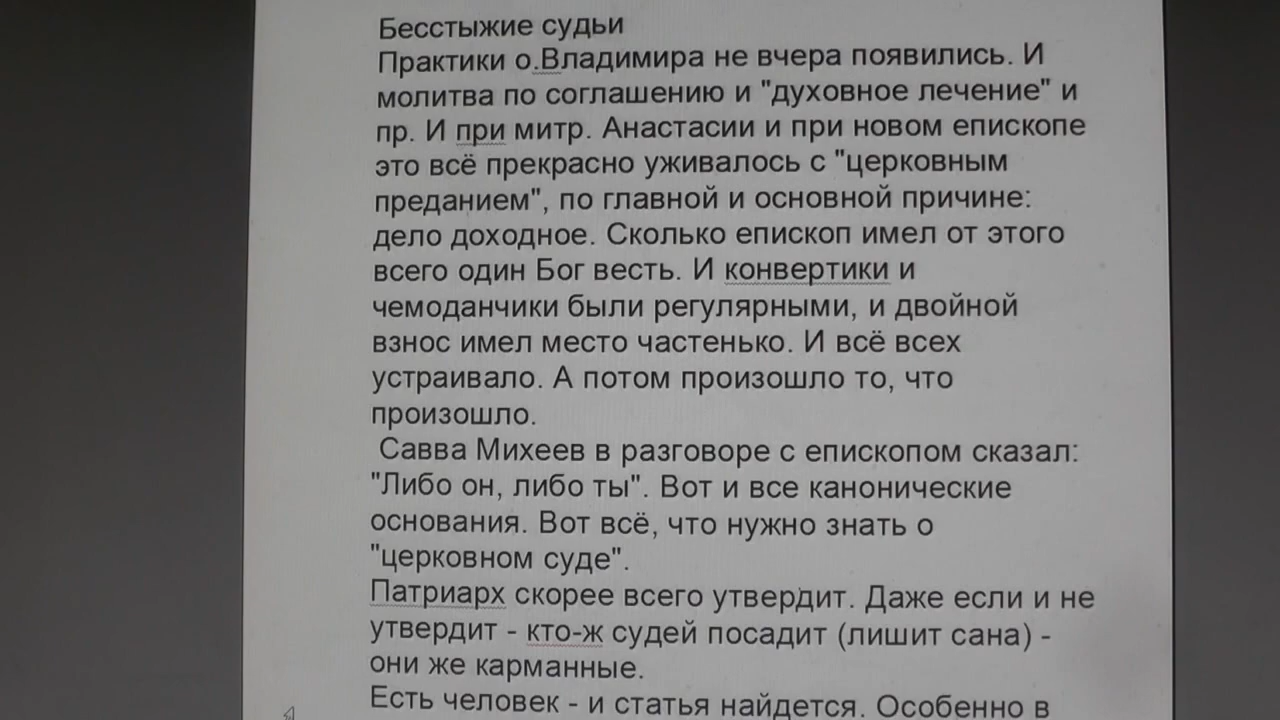 Бесстыжие судьи
Практики о.Владимира не вчера появились. И
молитва по соглашению и "духовное лечение" и
пр. И при митр. Анастасии и при новом епископе
это всё прекрасно уживалось с "церковным
преданием", по главной и основной причине:
дело доходное. Сколько епископ имел от этого
всего один Бог весть. И конвертики и
чемоданчики были регулярными, и двойной
взнос имел место частенько. И всё всех
устраивало. А потом произошло то, что
произошло.
Савва Михеев в разговоре с епископом сказал:
"Либо он, либо ты". Вот и все канонические
основания. Вот всё, что нужно знать о
"церковном суде".
Патриарх скорее всего утвердит. Даже если и не
утвердит - кто-ж судей посадит (лишит сана) -
они же карманные.
Есть человек - и статья найдется. Особенно в